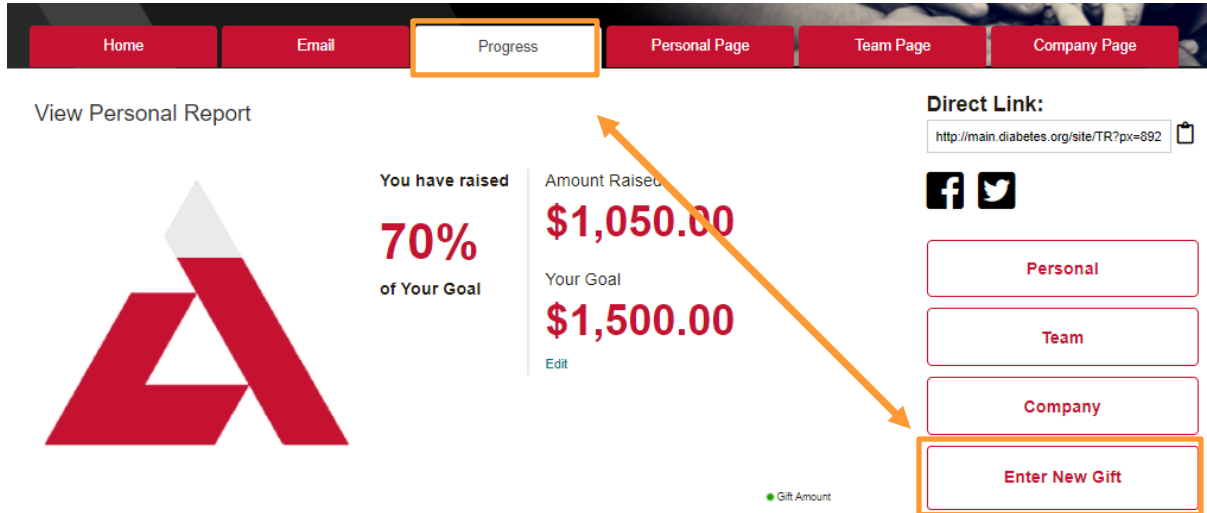 Home Email Progress Personal Page Team Page Company Page
View Personal Report
Direct Link:
http://main.diabetes.org/site/TR?px=892
You have raised
70%
of Your Goal
Amount Raised
$1,050.00
Your Goal
$1,500.00
Edit
Personal
Team
Company
Enter New Gift
Gift Amount